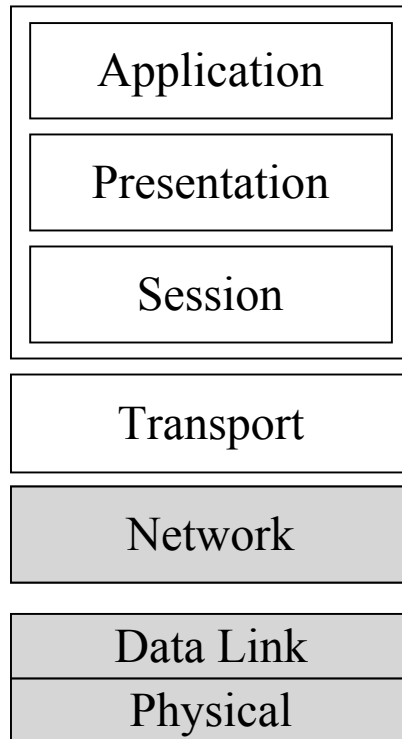 Application
Presentation
Session
Transport
Network
Data Link
Physical